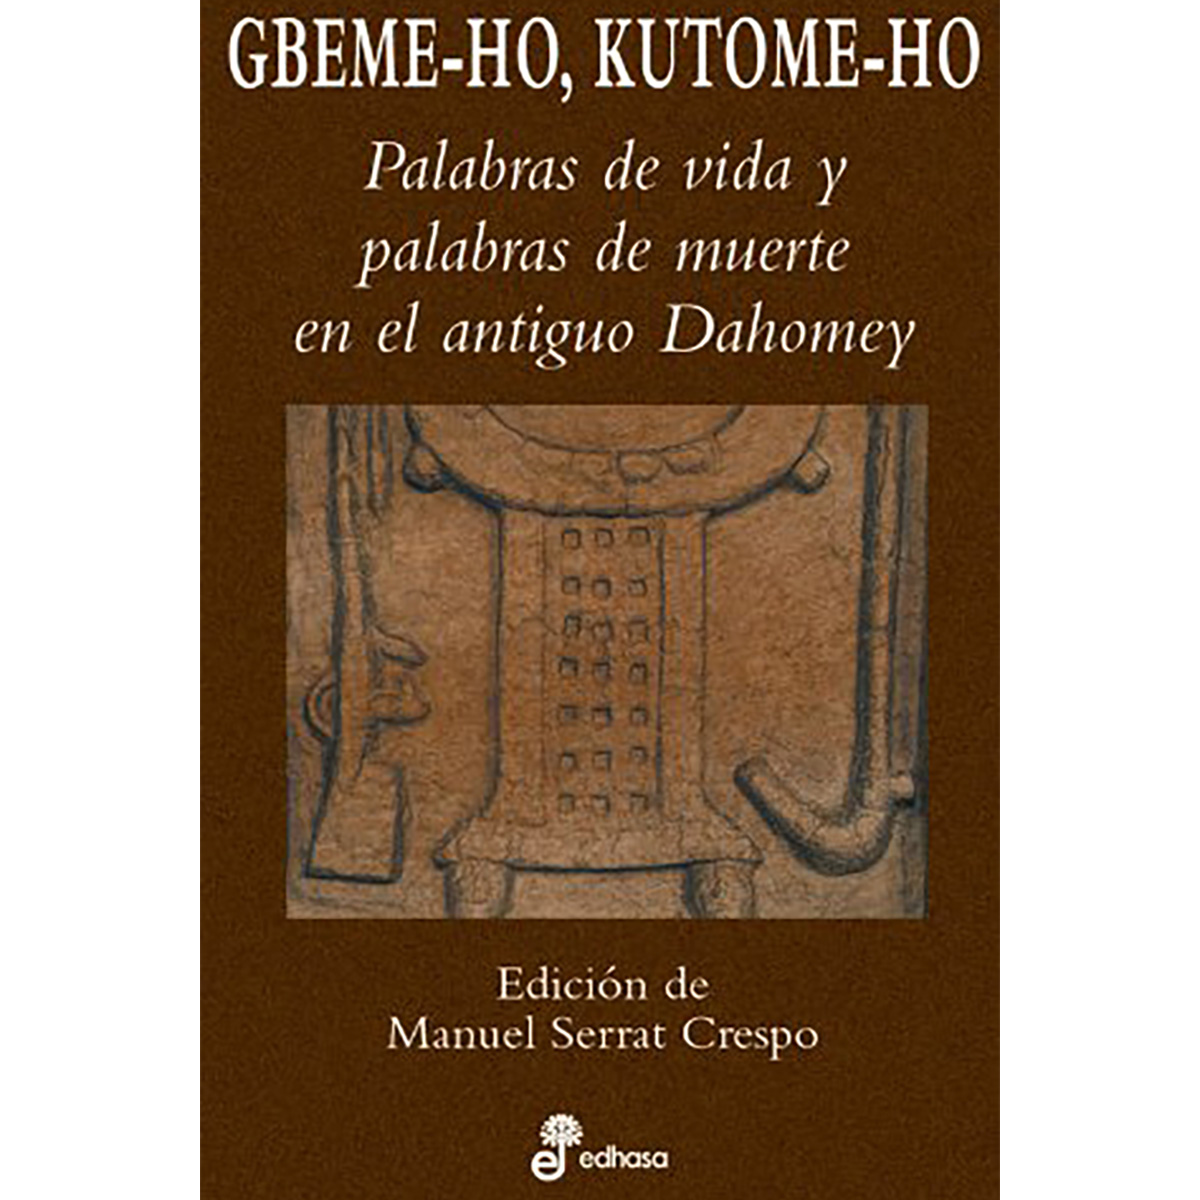 GBEME-HO, KUTOME-HO
Palabras de vida y
palabras de muerte
en el antiguo Dahomey
Edición de
Manuel Serrat Crespo
edhasa